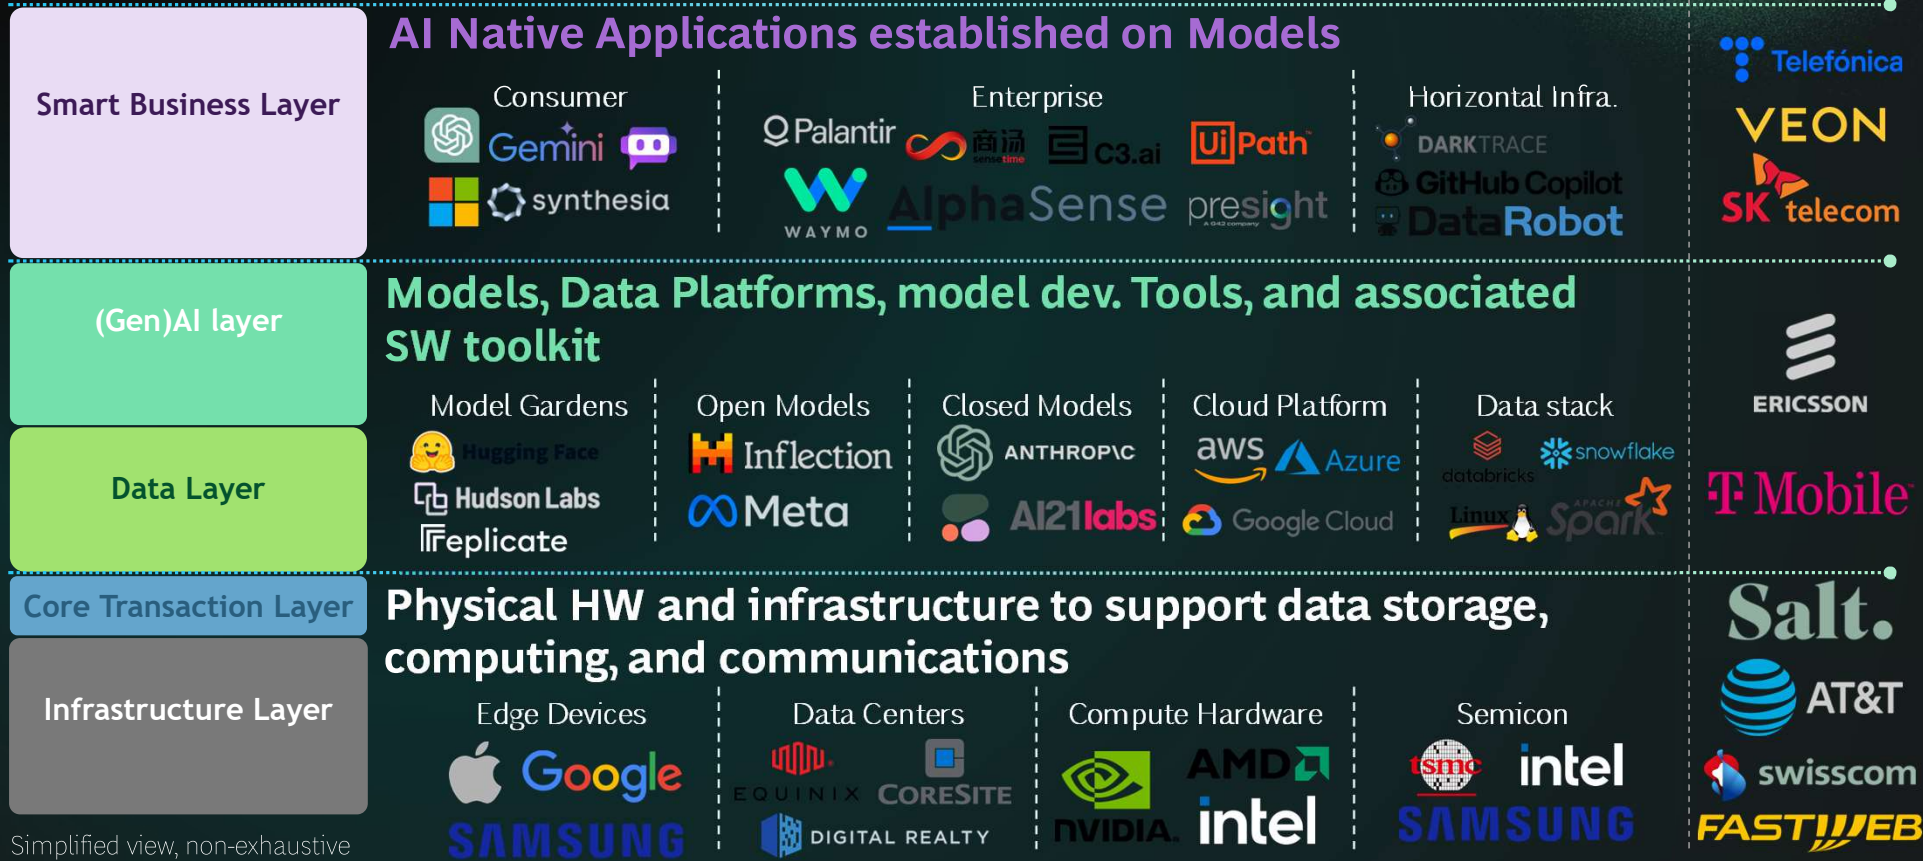 AI Native Applications established on Models
Smart Business Layer
Consumer
Enterprise
Horizontal Infra.
Gemini
synthesia
Palantir
商汤
sensetime
C3.ai
UiPath™
WAYMO
AlphaSense
presight
A G42 company
DARKTRACE
GitHub Copilot
DataRobot
Telefónica
VEON
SK telecom
(Gen)AI layer
Models, Data Platforms, model dev. Tools, and associated
SW toolkit
Data Layer
Model Gardens
Open Models
Closed Models
Cloud Platform
Data stack
Hugging Face
Hudson Labs
replicate
Inflection
Meta
ANTHROP\C
AI21labs
aws
Azure
Google Cloud
databricks
snowflake
Linux
APACHE
Spark
ERICSSON
T Mobile
Core Transaction Layer
Physical HW and infrastructure to support data storage,
computing, and communications
Infrastructure Layer
Edge Devices
Data Centers
Compute Hardware
Semicon
Google
SAMSUNG
EQUINIX
CORESITE
DIGITAL REALTY
NVIDIA.
AMD
intel
tsmc
intel
SAMSUNG
Salt.
AT&T
swisscom
FASTWEB
Simplified view, non-exhaustive